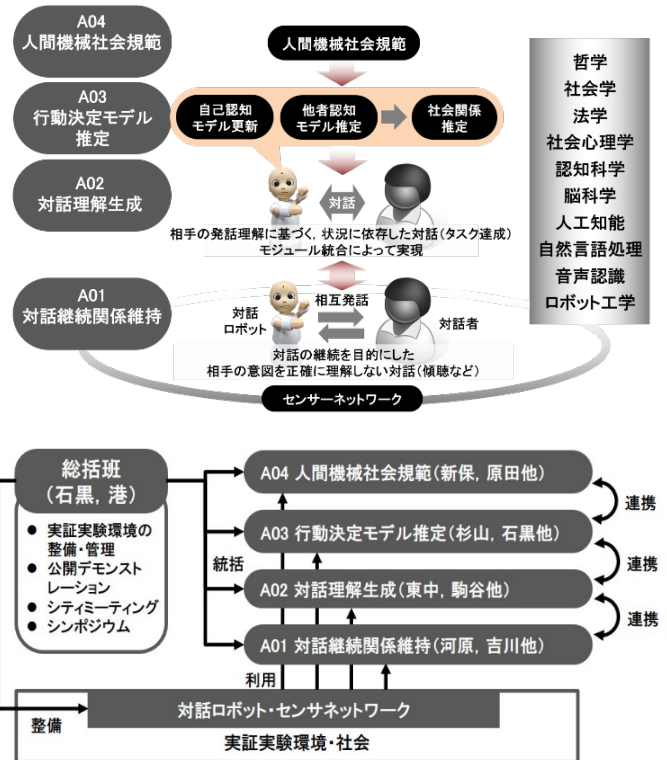 A04
人間機械社会規範
人間機械社会規範
A03
行動決定モデル
推定
自己認知
モデル更新
他者認知
モデル推定
社会関係
推定
A02
対話理解生成
対話
相手の発話理解に基づく，状況に依存した対話（タスク達成）
モジュール統合によって実現
A01
対話継続関係維持
対話
ロボット
相互発話
対話者
対話の継続を目的にした
相手の意図を正確に理解しない対話（傾聴など）
センサーネットワーク
哲学
社会学
法学
社会心理学
認知科学
脳科学
人工知能
自然言語処理
音声認識
ロボット工学
総括班
（石黒，港）
● 実証実験環境の
整備・管理
● 公開デモンスト
レーション
● シティミーティング
● シンポジウム
統括
A04 人間機械社会規範（新保，原田他）
A03 行動決定モデル推定（杉山，石黒他）
A02 対話理解生成（東中，駒谷他）
A01 対話継続関係維持（河原，吉川他）
連携
連携
連携
利用
整備
対話ロボット・センサネットワーク
実証実験環境・社会